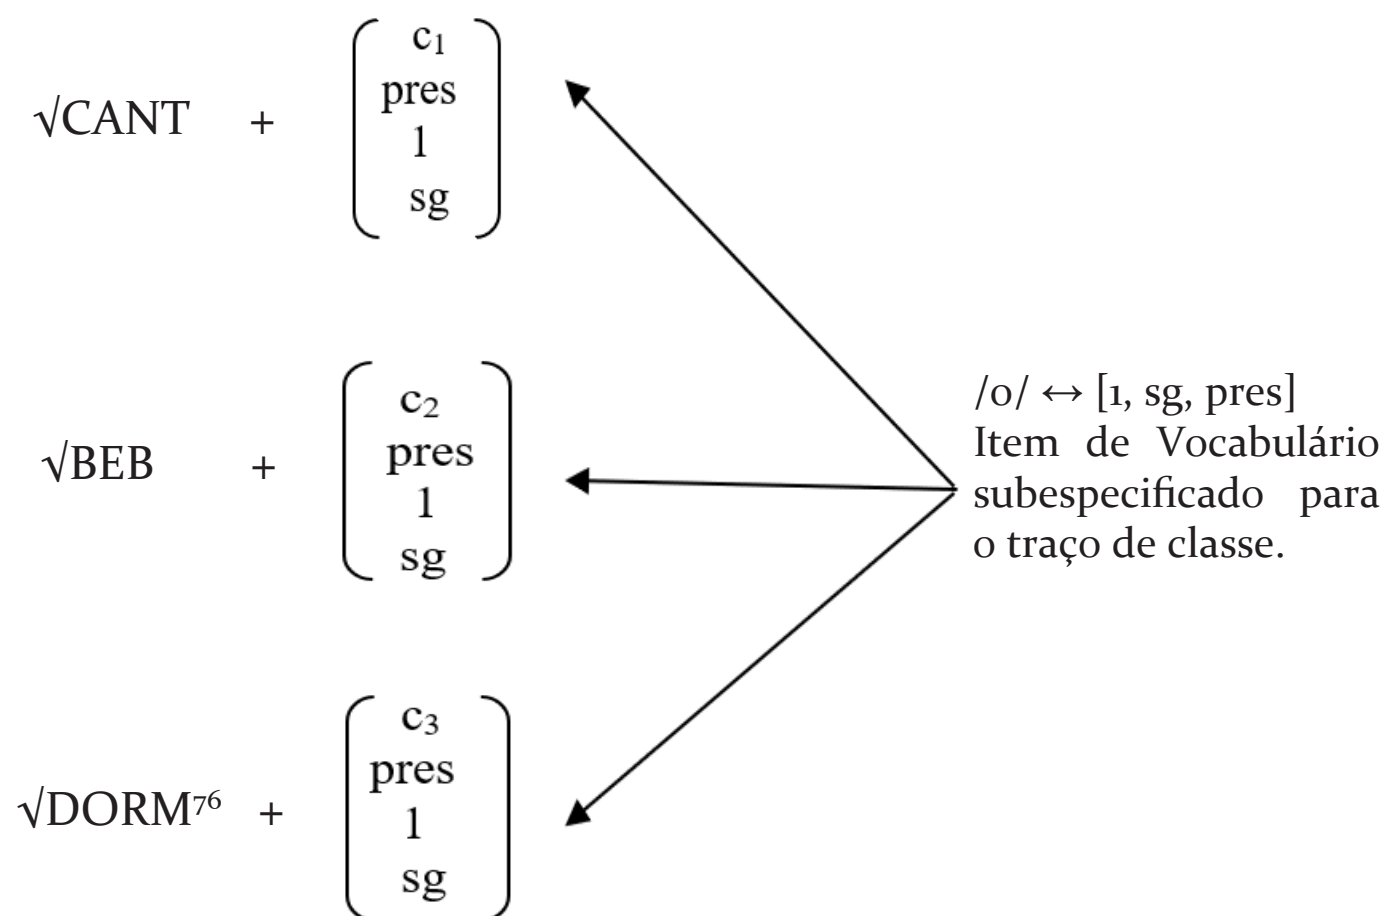 c₁
pres
√CANT +
1
sg
c₂
pres
√BEB +
1
sg
c₃
pres
√DORM⁷⁶ +
1
sg
/o/ ↔ [1, sg, pres]
Item de Vocabulário
subespecificado para
o traço de classe.